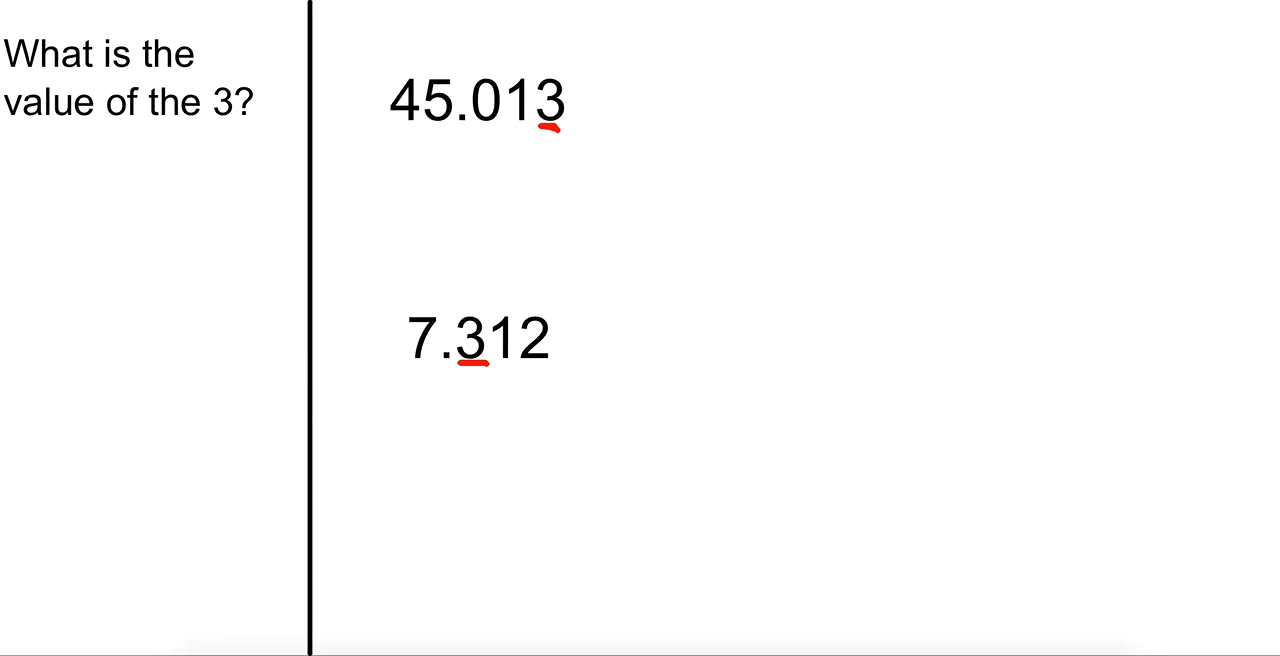 What is the
value of the 3?
45.013
7.312